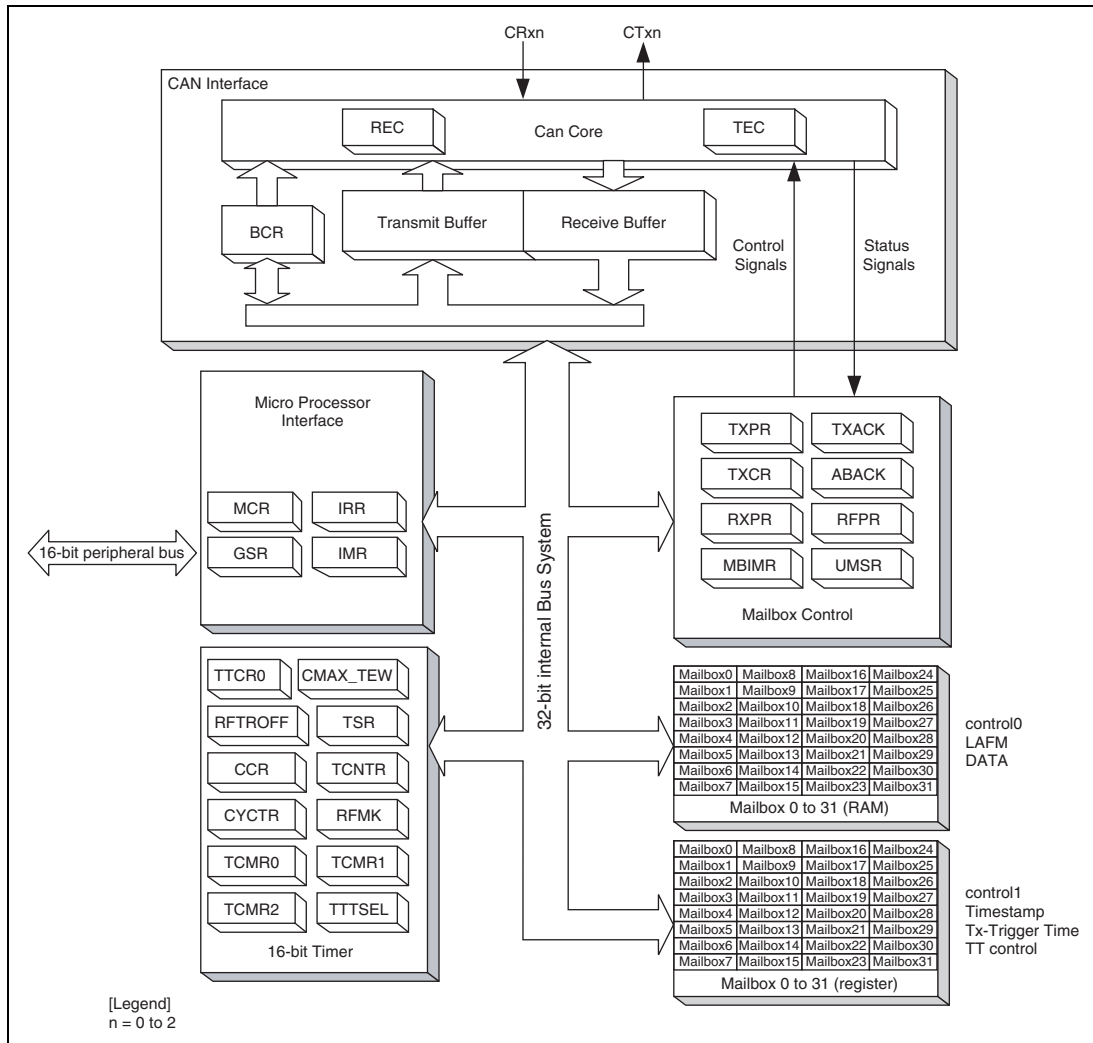 CRxn CTxn
CAN Interface
REC Can Core TEC
BCR Transmit Buffer Receive Buffer
Control
Signals
Status
Signals
Micro Processor
Interface
MCR IRR
GSR IMR
16-bit peripheral bus
32-bit internal Bus System
TXPR TXACK
TXCR ABACK
RXPR RFPR
MBIMR UMSR
Mailbox Control
TTCR0 CMAX_TEW
RFTROFF TSR
CCR TCNTR
CYCTR RFMK
TCMR0 TCMR1
TCMR2 TTTSEL
16-bit Timer
Mailbox0 Mailbox8 Mailbox16 Mailbox24
Mailbox1 Mailbox9 Mailbox17 Mailbox25
Mailbox2 Mailbox10 Mailbox18 Mailbox26
Mailbox3 Mailbox11 Mailbox19 Mailbox27
Mailbox4 Mailbox12 Mailbox20 Mailbox28
Mailbox5 Mailbox13 Mailbox21 Mailbox29
Mailbox6 Mailbox14 Mailbox22 Mailbox30
Mailbox7 Mailbox15 Mailbox23 Mailbox31
Mailbox 0 to 31 (RAM)
control0
LAFM
DATA
Mailbox0 Mailbox8 Mailbox16 Mailbox24
Mailbox1 Mailbox9 Mailbox17 Mailbox25
Mailbox2 Mailbox10 Mailbox18 Mailbox26
Mailbox3 Mailbox11 Mailbox19 Mailbox27
Mailbox4 Mailbox12 Mailbox20 Mailbox28
Mailbox5 Mailbox13 Mailbox21 Mailbox29
Mailbox6 Mailbox14 Mailbox22 Mailbox30
Mailbox7 Mailbox15 Mailbox23 Mailbox31
Mailbox 0 to 31 (register)
control1
Timestamp
Tx-Trigger Time
TT control
[Legend]
n = 0 to 2